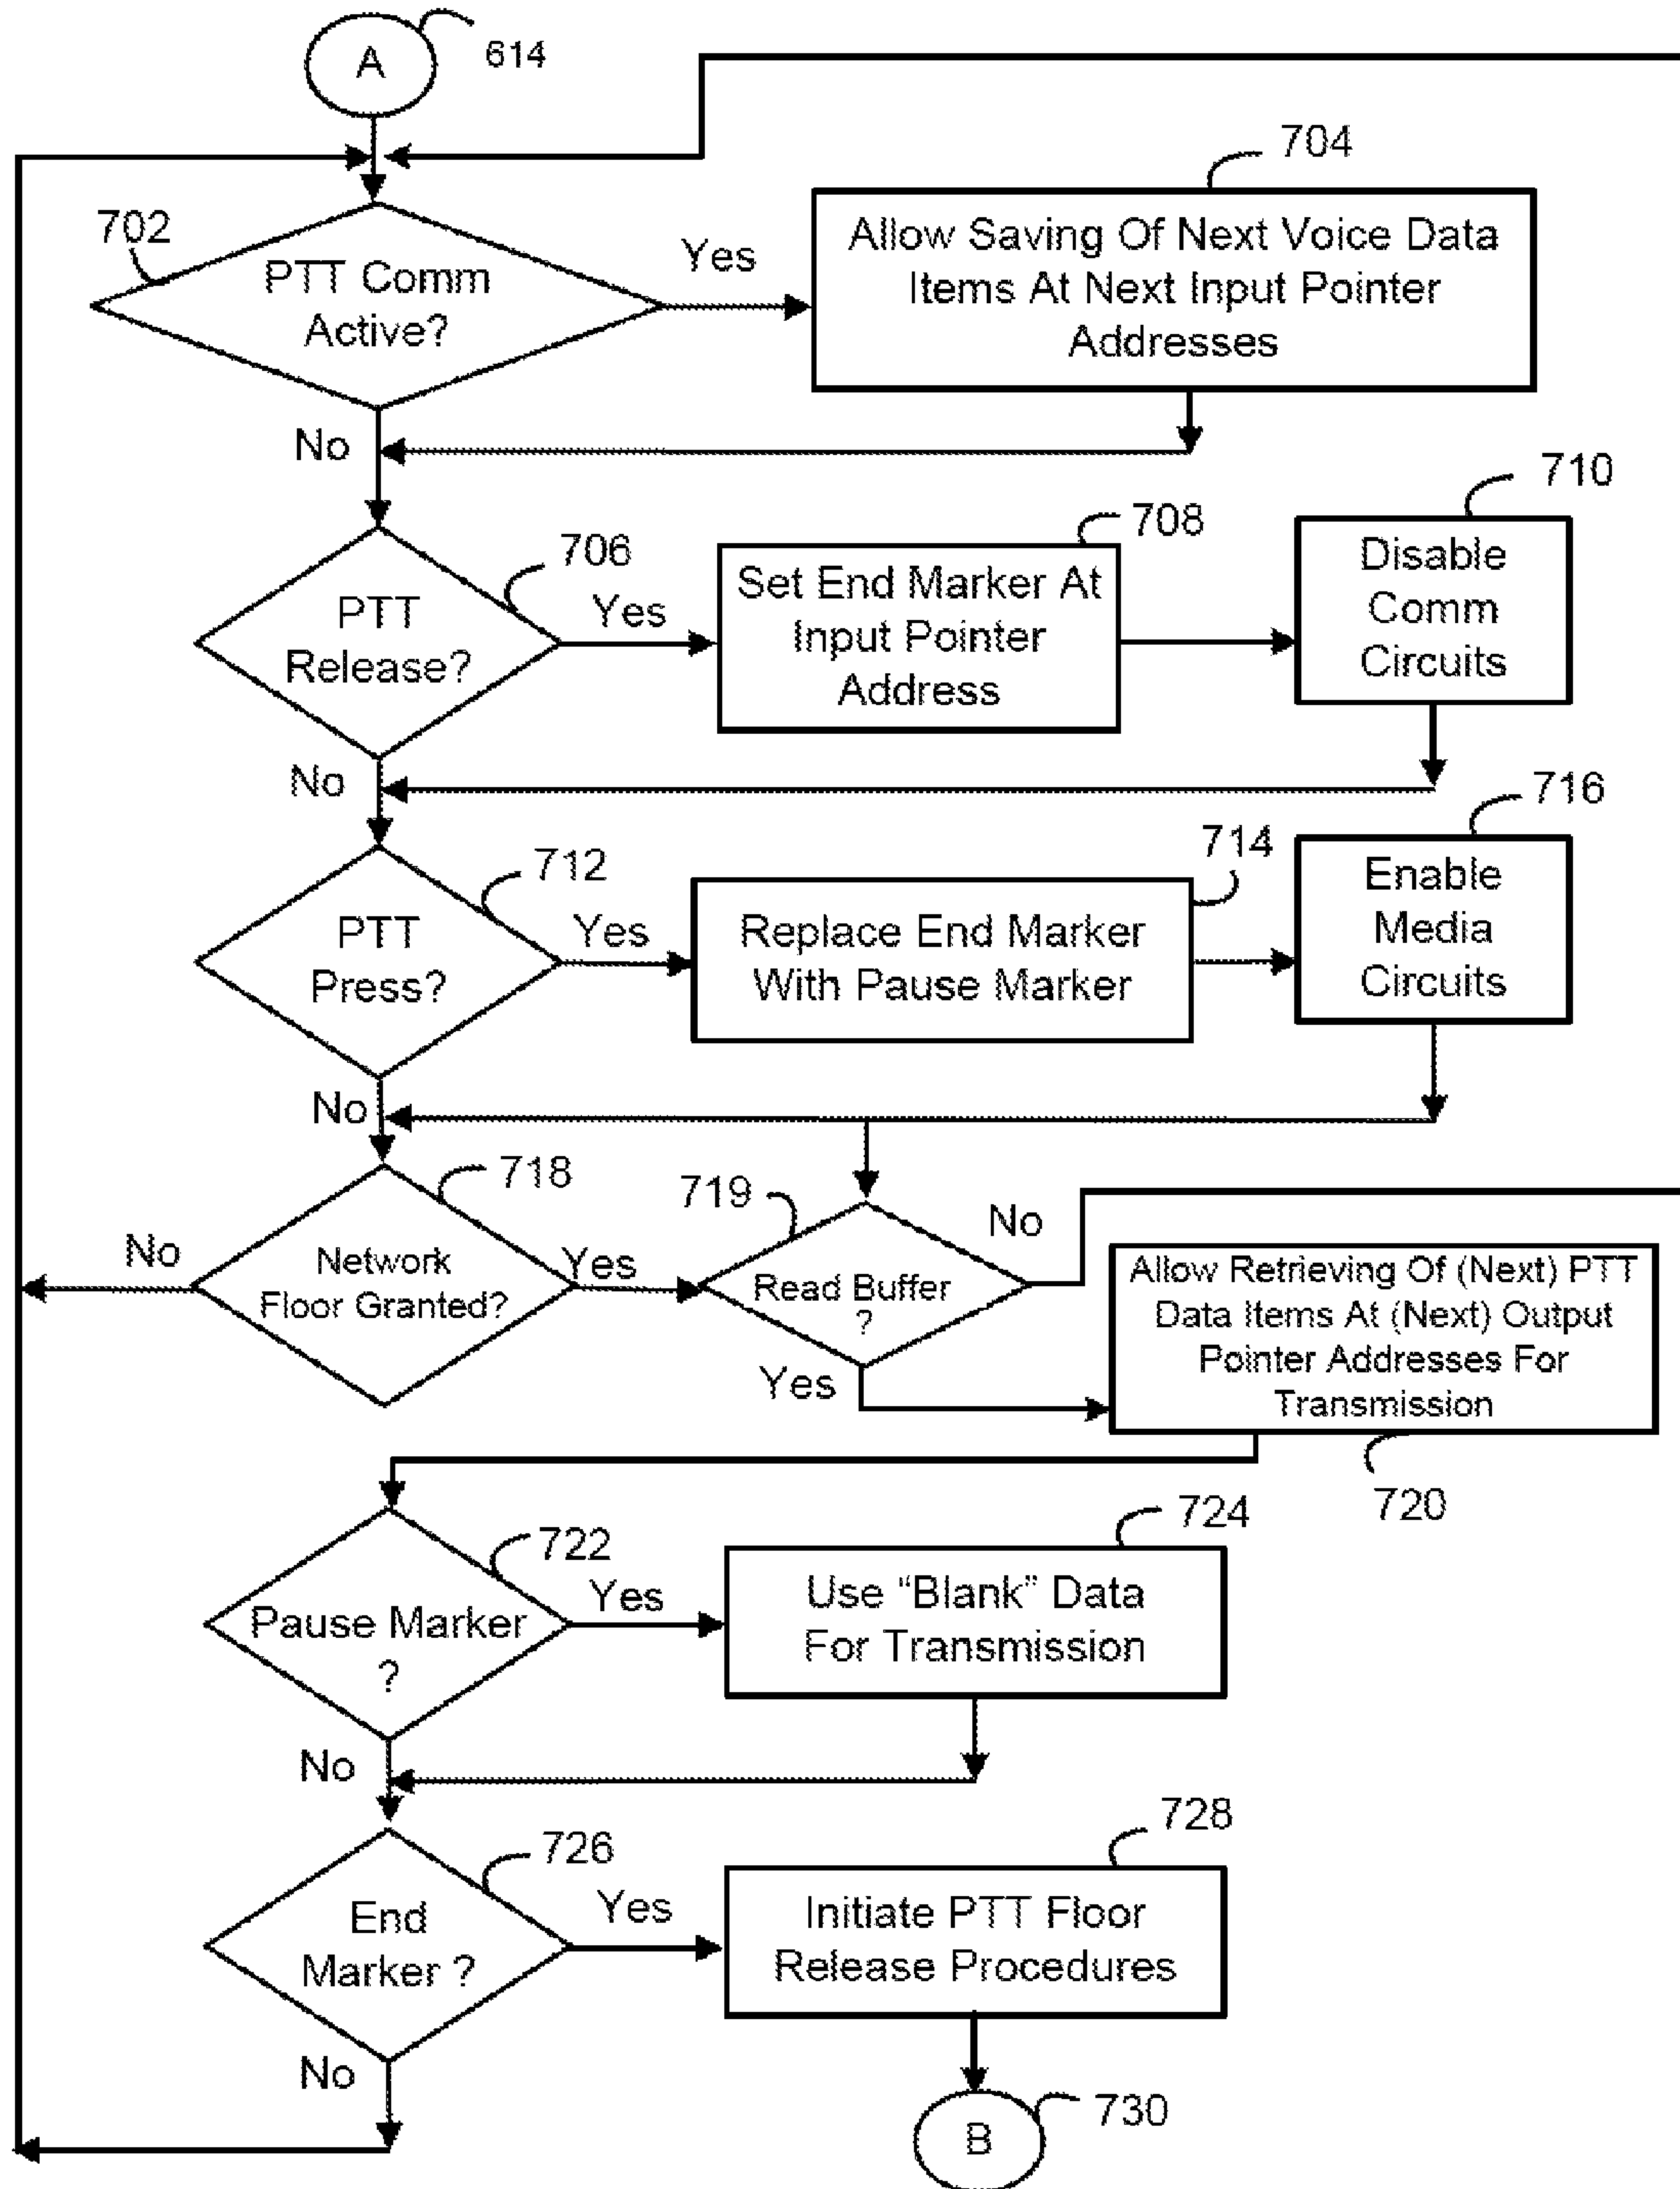 A
614
702
PTT Comm
Active?
Yes
No
704
Allow Saving Of Next Voice Data
Items At Next Input Pointer
Addresses
706
PTT
Release?
Yes
No
708
Set End Marker At
Input Pointer
Address
710
Disable
Comm
Circuits
712
PTT
Press?
Yes
No
714
Replace End Marker
With Pause Marker
716
Enable
Media
Circuits
718
Network
Floor Granted?
No
Yes
719
Read Buffer
?
No
Yes
Allow Retrieving Of (Next) PTT
Data Items At (Next) Output
Pointer Addresses For
Transmission
720
722
Pause Marker
?
Yes
No
724
Use “Blank” Data
For Transmission
726
End
Marker ?
Yes
No
728
Initiate PTT Floor
Release Procedures
B
730